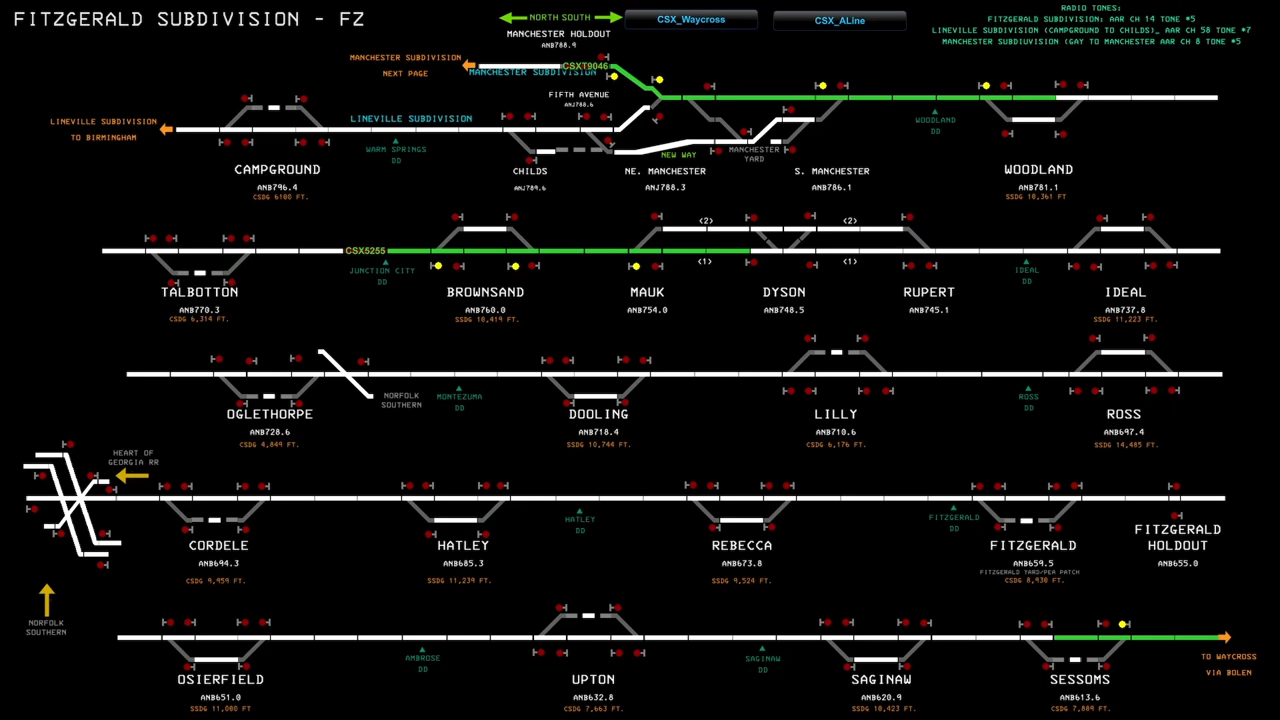 FITZGERALD SUBDIVISION - FZ
NORTH SOUTH
CSX_Waycross
CSX_ALine
RADIO TONES:
FITZGERALD SUBDIVISION: AAR CH 14 TONE *5
LINEVILLE SUBDIVISION (CAMPGROUND TO CHILDS)_ AAR CH 58 TONE *7
MANCHESTER SUBDIUVISION (GAY TO MANCHESTER AAR CH 8 TONE *5
MANCHESTER HOLDOUT
ANB788.9
MANCHESTER SUBDIVISION
NEXT PAGE
CSXT9046
MANCHESTER SUBDIVISION
FIFTH AVENUE
ANJ788.6
LINEVILLE SUBDIVISION
TO BIRMINGHAM
LINEVILLE SUBDIVISION
WARM SPRINGS
DD
WOODLAND
DD
NEW WAY
MANCHESTER
YARD
CAMPGROUND
ANB796.4
CSDG 6100 FT.
CHILDS
ANJ789.6
NE. MANCHESTER
ANJ788.3
S. MANCHESTER
ANB786.1
WOODLAND
ANB781.1
SSDG 10,361 FT
<2>
<2>
CSX5255
<1>
<1>
JUNCTION CITY
DD
IDEAL
DD
TALBOTTON
ANB770.3
CSDG 6,314 FT.
BROWNSAND
ANB760.0
SSDG 10,419 FT.
MAUK
ANB754.0
DYSON
ANB748.5
RUPERT
ANB745.1
IDEAL
ANB737.8
SSDG 11,223 FT.
NORFOLK
SOUTHERN
MONTEZUMA
DD
ROSS
DD
OGLETHORPE
ANB728.6
CSDG 4,849 FT.
DOOLING
ANB718.4
SSDG 10,744 FT.
LILLY
ANB710.6
CSDG 6,176 FT.
ROSS
ANB697.4
SSDG 14,485 FT.
HEART OF
GEORGIA RR
HATLEY
DD
FITZGERALD
DD
CORDELE
ANB694.3
CSDG 9,959 FT.
HATLEY
ANB685.3
SSDG 11,239 FT.
REBECCA
ANB673.8
SSDG 9,524 FT.
FITZGERALD
ANB659.5
FITZGERALD YARD/PEA PATCH
CSDG 8,930 FT.
FITZGERALD
HOLDOUT
ANB655.0
NORFOLK
SOUTHERN
AMBROSE
DD
SAGINAW
DD
TO WAYCROSS
VIA BOLEN
OSIERFIELD
ANB651.0
SSDG 11,000 FT
UPTON
ANB632.8
CSDG 7,663 FT.
SAGINAW
ANB620.9
SSDG 10,423 FT.
SESSOMS
ANB613.6
CSDG 7,889 FT.